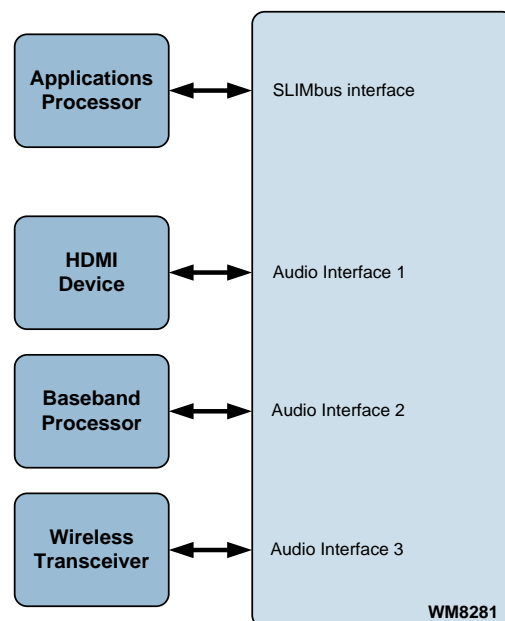 Applications
Processor
SLIMbus interface
HDMI
Device
Audio Interface 1
Baseband
Processor
Audio Interface 2
Wireless
Transceiver
Audio Interface 3
WM8281